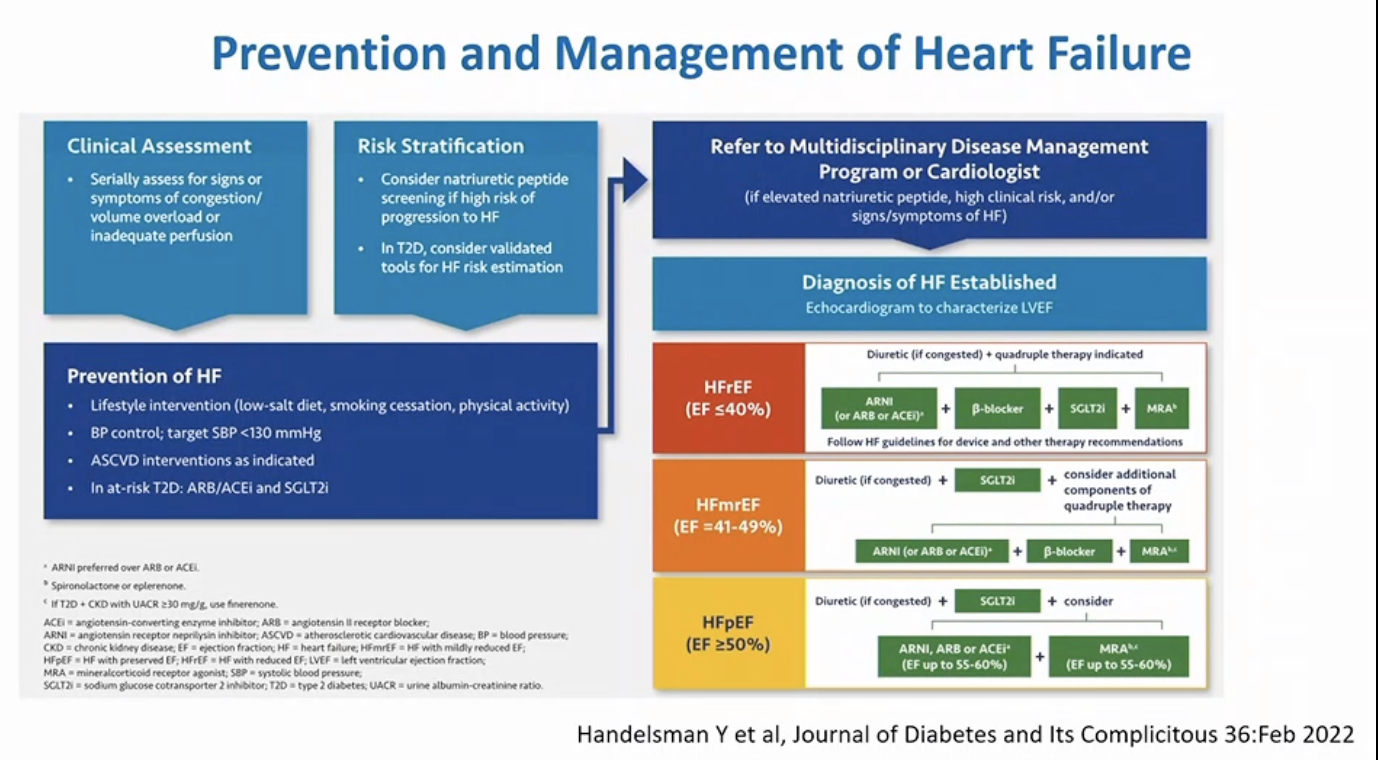 Prevention and Management of Heart Failure
Clinical Assessment
• Serially assess for signs or
symptoms of congestion/
volume overload or
inadequate perfusion
Risk Stratification
• Consider natriuretic peptide
screening if high risk of
progression to HF
• In T2D, consider validated
tools for HF risk estimation
Prevention of HF
• Lifestyle intervention (low-salt diet, smoking cessation, physical activity)
• BP control; target SBP <130 mmHg
• ASCVD interventions as indicated
• In at-risk T2D: ARB/ACEi and SGLT2i
Refer to Multidisciplinary Disease Management
Program or Cardiologist
(if elevated natriuretic peptide, high clinical risk, and/or
signs/symptoms of HF)
Diagnosis of HF Established
Echocardiogram to characterize LVEF
HFrEF
(EF ≤40%)
Diuretic (if congested) + quadruple therapy indicated
ARNI
(or ARB or ACEi)ᵃ + β-blocker + SGLT2i + MRAᵇ
Follow HF guidelines for device and other therapy recommendations
HFmrEF
(EF =41-49%)
Diuretic (if congested) + SGLT2i + consider additional
components of
quadruple therapy
ARNI (or ARB or ACEi)ᵃ + β-blocker + MRAᵇ,ᶜ
HFpEF
(EF ≥50%)
Diuretic (if congested) + SGLT2i + consider
ARNI, ARB or ACEiᵃ
(EF up to 55-60%)
+
MRAᵇ,ᶜ
(EF up to 55-60%)
ᵃ ARNI preferred over ARB or ACEi.
ᵇ Spironolactone or eplerenone.
ᶜ If T2D + CKD with UACR ≥30 mg/g, use finerenone.
ACEi = angiotensin-converting enzyme inhibitor; ARB = angiotensin II receptor blocker;
ARNI = angiotensin receptor neprilysin inhibitor; ASCVD = atherosclerotic cardiovascular disease; BP = blood pressure;
CKD = chronic kidney disease; EF = ejection fraction; HF = heart failure; HFmrEF = HF with mildly reduced EF;
HFpEF = HF with preserved EF; HFrEF = HF with reduced EF; LVEF = left ventricular ejection fraction;
MRA = mineralocorticoid receptor agonist; SBP = systolic blood pressure;
SGLT2i = sodium glucose cotransporter 2 inhibitor; T2D = type 2 diabetes; UACR = urine albumin-creatinine ratio.
Handelsman Y et al, Journal of Diabetes and Its Complicitous 36:Feb 2022